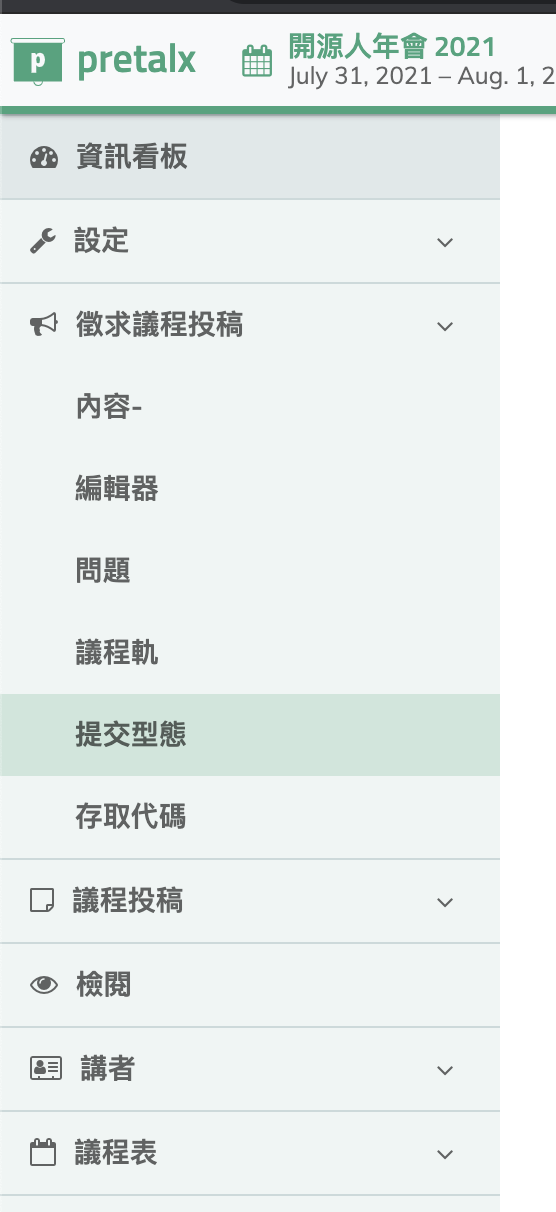 p pretalx
開源人年會 2021
July 31, 2021 – Aug. 1, 2
資訊看板
設定
徵求議程投稿
內容-
編輯器
問題
議程軌
提交型態
存取代碼
議程投稿
檢閱
講者
議程表